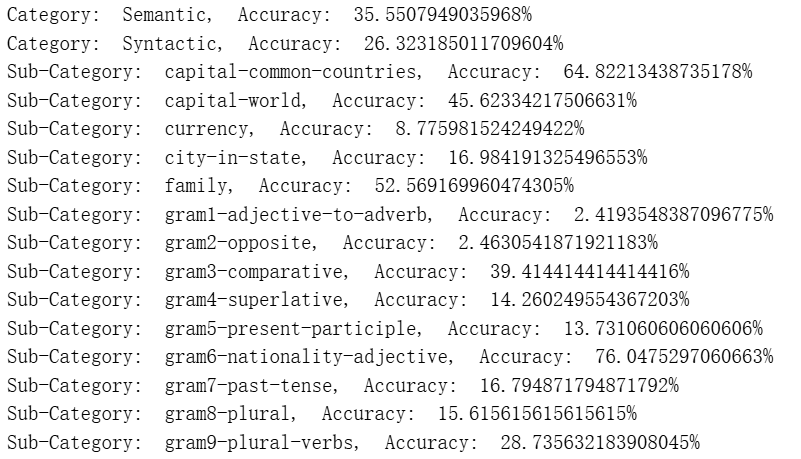 Category:  Semantic,  Accuracy:  35.5507949035968%
Category:  Syntactic,  Accuracy:  26.323185011709604%
Sub-Category:  capital-common-countries,  Accuracy:  64.82213438735178%
Sub-Category:  capital-world,  Accuracy:  45.62334217506631%
Sub-Category:  currency,  Accuracy:  8.775981524249422%
Sub-Category:  city-in-state,  Accuracy:  16.984191325496553%
Sub-Category:  family,  Accuracy:  52.569169960474305%
Sub-Category:  gram1-adjective-to-adverb,  Accuracy:  2.4193548387096775%
Sub-Category:  gram2-opposite,  Accuracy:  2.4630541871921183%
Sub-Category:  gram3-comparative,  Accuracy:  39.414414414414416%
Sub-Category:  gram4-superlative,  Accuracy:  14.260249554367203%
Sub-Category:  gram5-present-participle,  Accuracy:  13.731060606060606%
Sub-Category:  gram6-nationality-adjective,  Accuracy:  76.0475297060663%
Sub-Category:  gram7-past-tense,  Accuracy:  16.794871794871792%
Sub-Category:  gram8-plural,  Accuracy:  15.615615615615615%
Sub-Category:  gram9-plural-verbs,  Accuracy:  28.735632183908045%